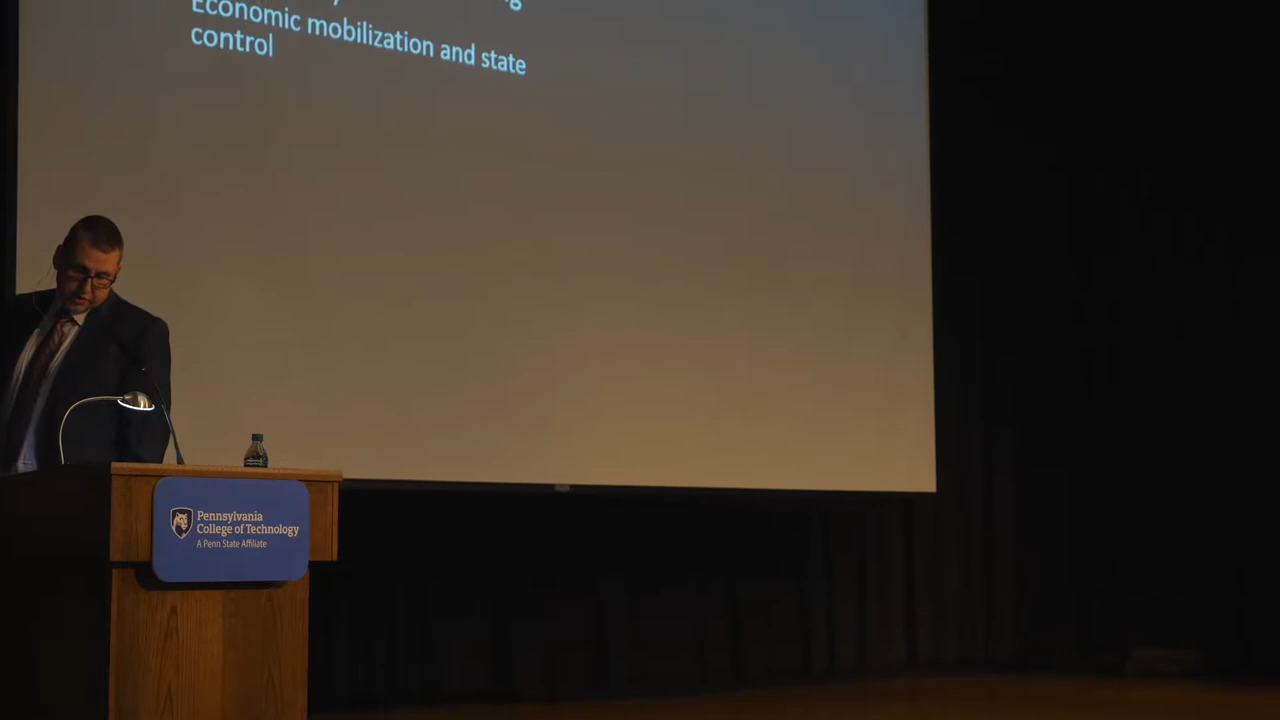 Economic mobilization and state
control
Pennsylvania
College of Technology
A Penn State Affiliate